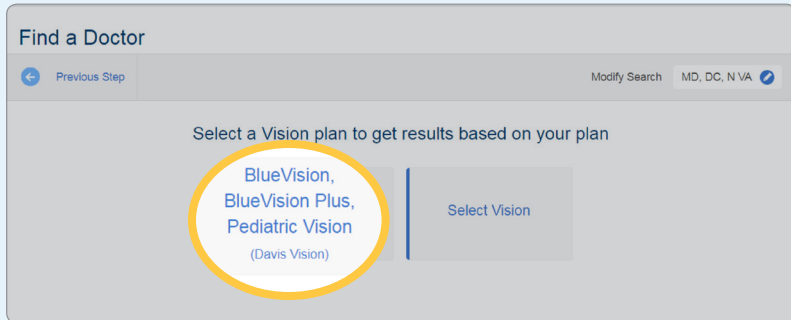 Find a Doctor
Previous Step
Modify Search MD, DC, N VA
Select a Vision plan to get results based on your plan
BlueVision,
BlueVision Plus,
Pediatric Vision
(Davis Vision)
Select Vision